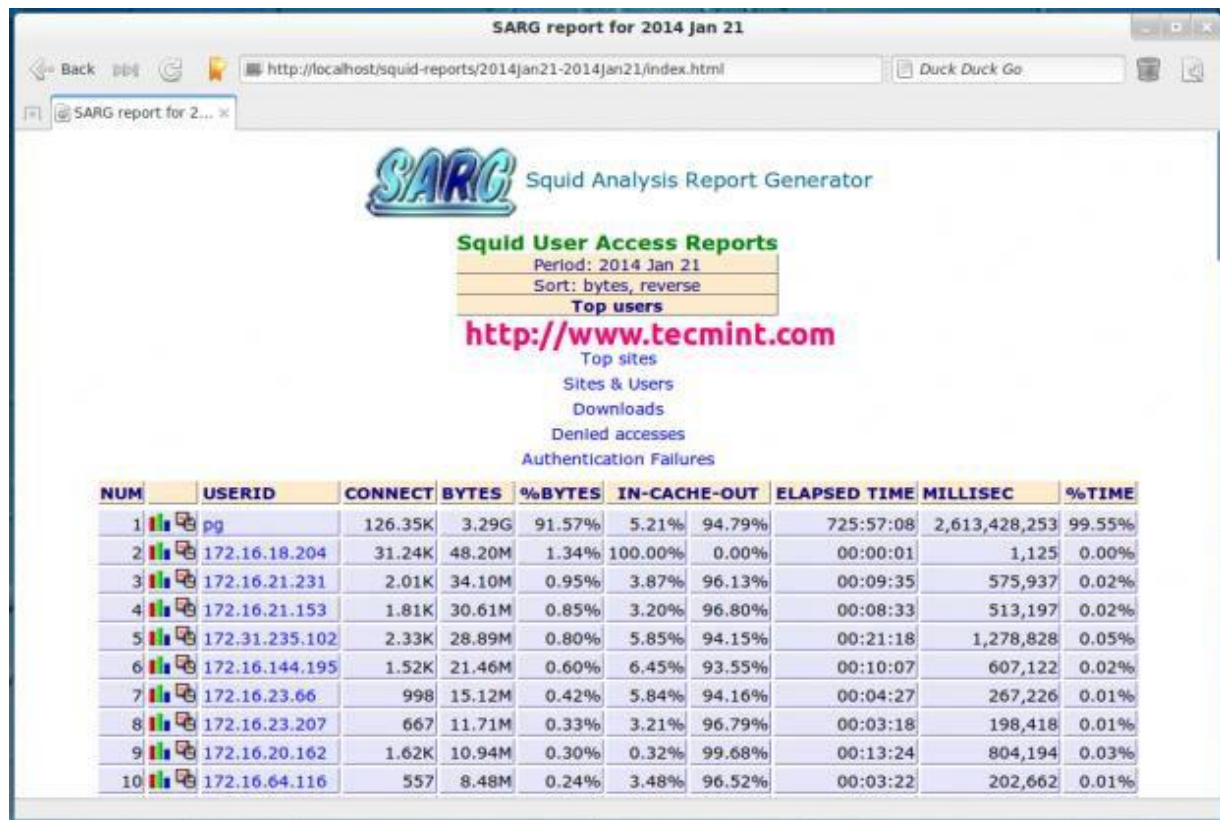 SARG report for 2014 Jan 21
Back http://localhost/squid-reports/2014Jan21-2014Jan21/index.html Duck Duck Go
SARG report for 2...
SARG Squid Analysis Report Generator
Squid User Access Reports
Period: 2014 Jan 21
Sort: bytes, reverse
Top users
http://www.tecmint.com
Top sites
Sites & Users
Downloads
Denied accesses
Authentication Failures
NUM USERID CONNECT BYTES %BYTES IN-CACHE-OUT ELAPSED TIME MILLISEC %TIME
1 pg 126.35K 3.29G 91.57% 5.21% 94.79% 725:57:08 2,613,428,253 99.55%
2 172.16.18.204 31.24K 48.20M 1.34% 100.00% 0.00% 00:00:01 1,125 0.00%
3 172.16.21.231 2.01K 34.10M 0.95% 3.87% 96.13% 00:09:35 575,937 0.02%
4 172.16.21.153 1.81K 30.61M 0.85% 3.20% 96.80% 00:08:33 513,197 0.02%
5 172.31.235.102 2.33K 28.89M 0.80% 5.85% 94.15% 00:21:18 1,278,828 0.05%
6 172.16.144.195 1.52K 21.46M 0.60% 6.45% 93.55% 00:10:07 607,122 0.02%
7 172.16.23.66 998 15.12M 0.42% 5.84% 94.16% 00:04:27 267,226 0.01%
8 172.16.23.207 667 11.71M 0.33% 3.21% 96.79% 00:03:18 198,418 0.01%
9 172.16.20.162 1.62K 10.94M 0.30% 0.32% 99.68% 00:13:24 804,194 0.03%
10 172.16.64.116 557 8.48M 0.24% 3.48% 96.52% 00:03:22 202,662 0.01%